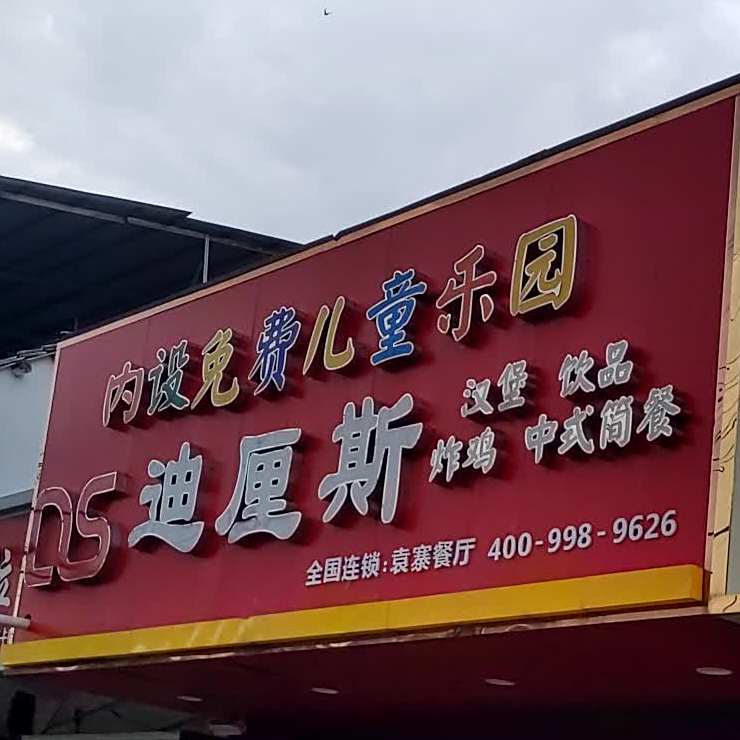 内设免费儿童乐园
DS 迪厘斯
汉堡 饮品
炸鸡 中式简餐
全国连锁:袁寨餐厅 400-998-9626